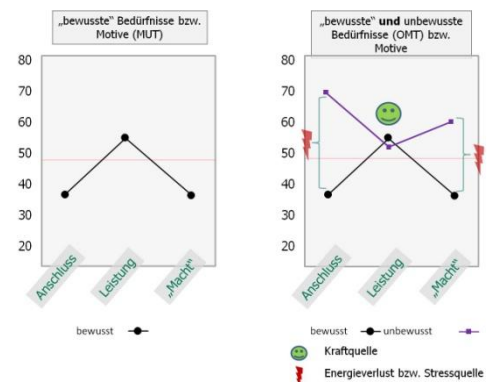 „bewusste“ Bedürfnisse bzw.
Motive (MUT)
80
70
60
50
40
30
20
Anschluss
Leistung
„Macht“
bewusst
„bewusste“ und unbewusste
Bedürfnisse (OMT) bzw.
Motive
80
70
60
50
40
30
20
Anschluss
Leistung
„Macht“
bewusst
unbewusst
Kraftquelle
Energieverlust bzw. Stressquelle